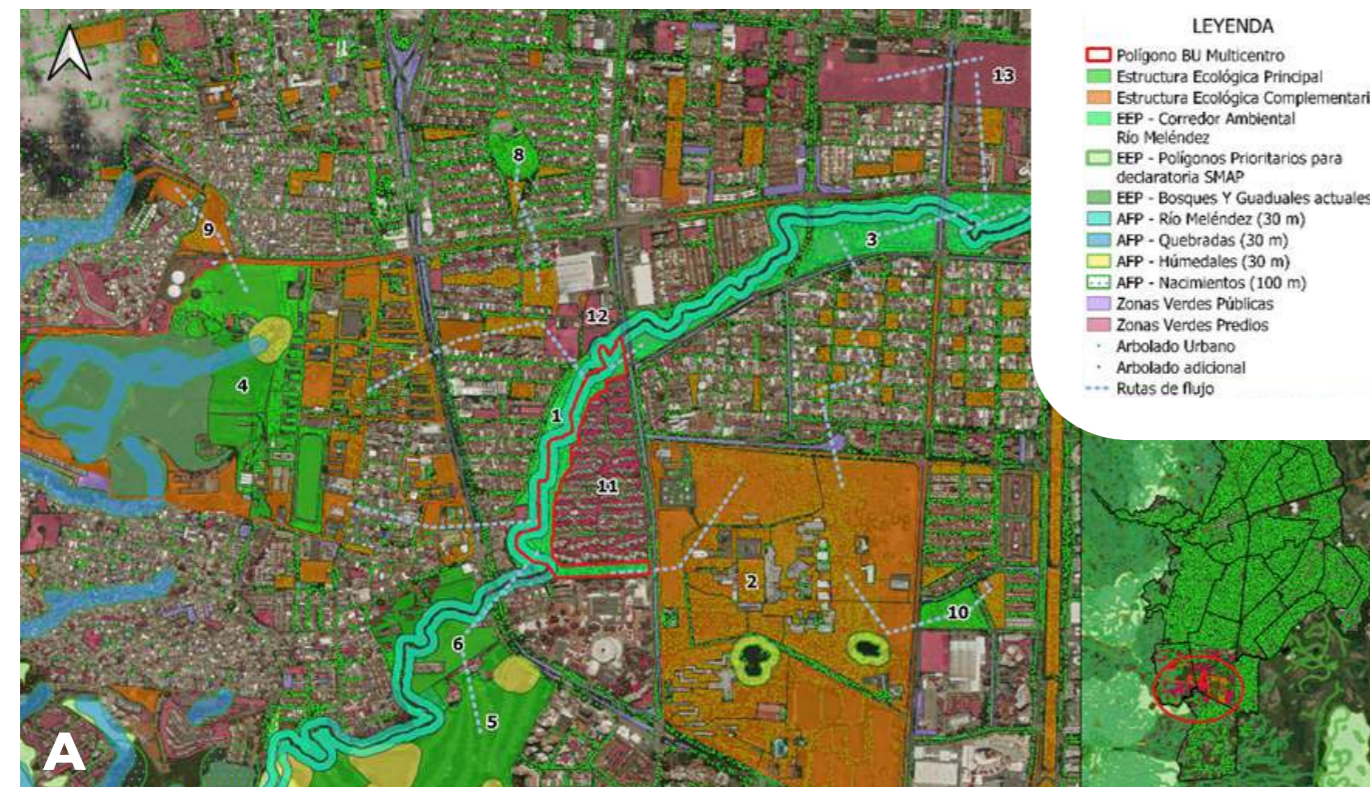 LEYENDA
Polígono BU Multicentro
Estructura Ecológica Principal
Estructura Ecológica Complementari
EEP - Corredor Ambiental
Río Meléndez
EEP - Polígonos Prioritarios para
declaratoria SMAP
EEP - Bosques Y Guaduales actuales
AFP - Río Meléndez (30 m)
AFP - Quebradas (30 m)
AFP - Húmedales (30 m)
AFP - Nacimientos (100 m)
Zonas Verdes Públicas
Zonas Verdes Predios
Arbolado Urbano
Arbolado adicional
Rutas de flujo
13
8
9
3
12
4
1
11
2
10
6
5
A